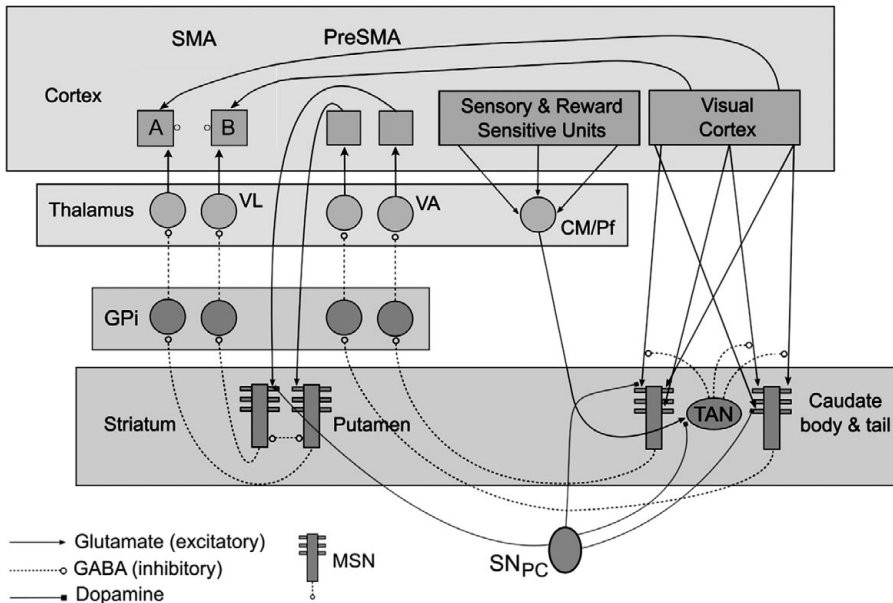 SMA
PreSMA
Cortex
A
B
Sensory & Reward
Sensitive Units
Visual
Cortex
Thalamus
VL
VA
CM/Pf
GPi
Striatum
Putamen
TAN
Caudate
body & tail
Glutamate (excitatory)
GABA (inhibitory)
Dopamine
MSN
SNPC